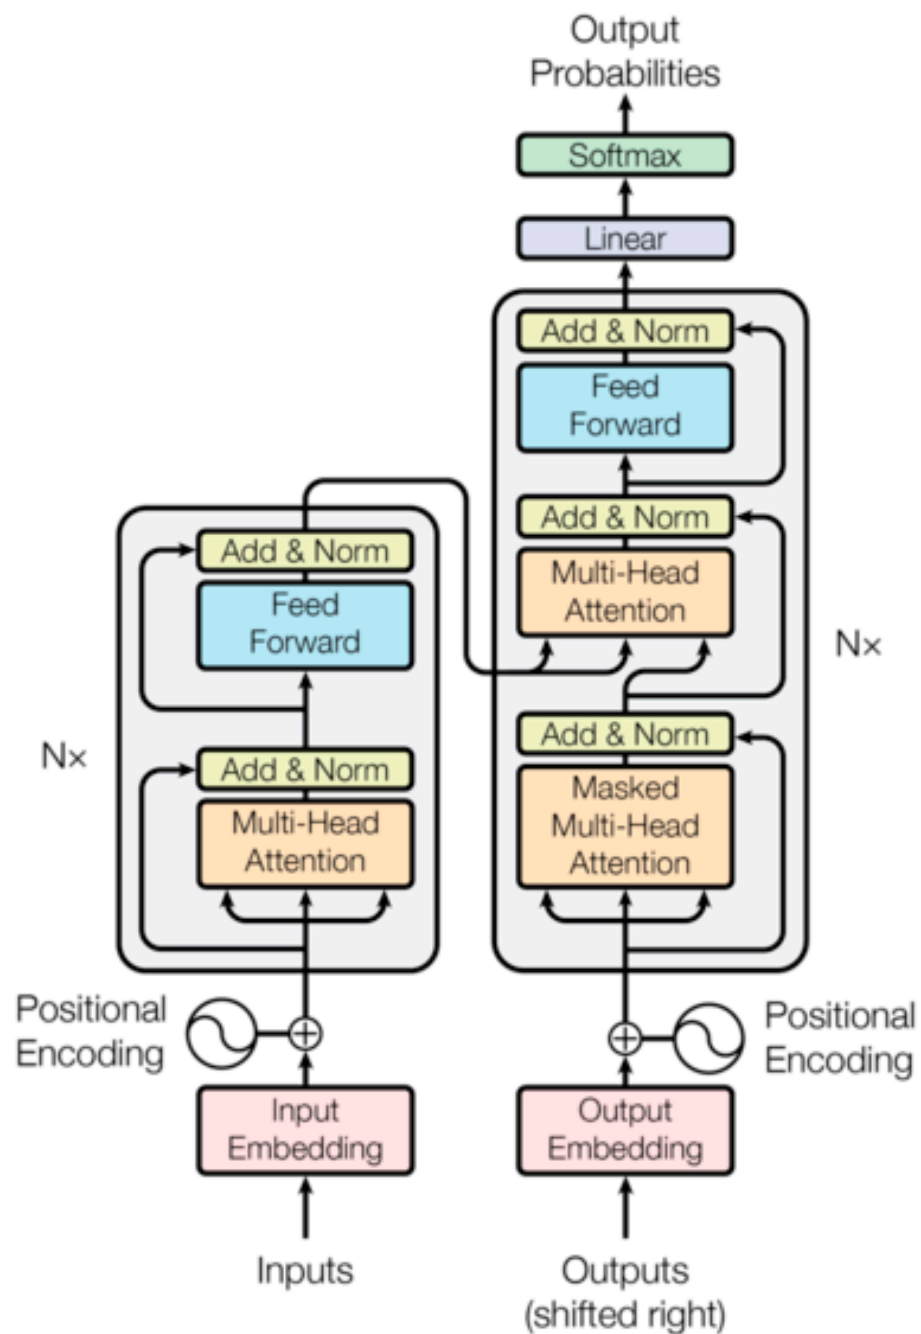 Output
Probabilities
Softmax
Linear
Add & Norm
Feed
Forward
Add & Norm
Multi-Head
Attention
Add & Norm
Masked
Multi-Head
Attention
N×
Add & Norm
Feed
Forward
Add & Norm
Multi-Head
Attention
N×
Positional
Encoding
Positional
Encoding
Input
Embedding
Output
Embedding
Inputs
Outputs
(shifted right)